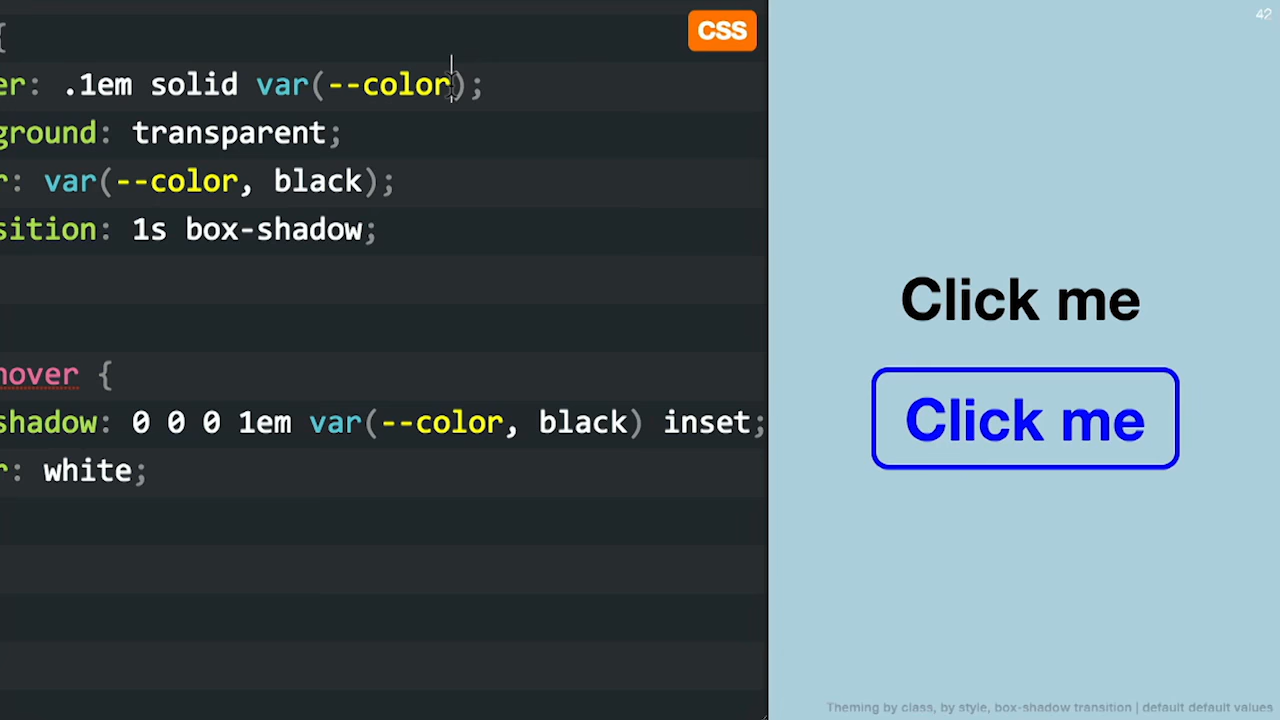 {
CSS
42
er: .1em solid var(--color);
ground: transparent;
r: var(--color, black);
sition: 1s box-shadow;
hover {
shadow: 0 0 0 1em var(--color, black) inset;
r: white;
Click me
Click me
Theming by class, by style, box-shadow transition | default default values